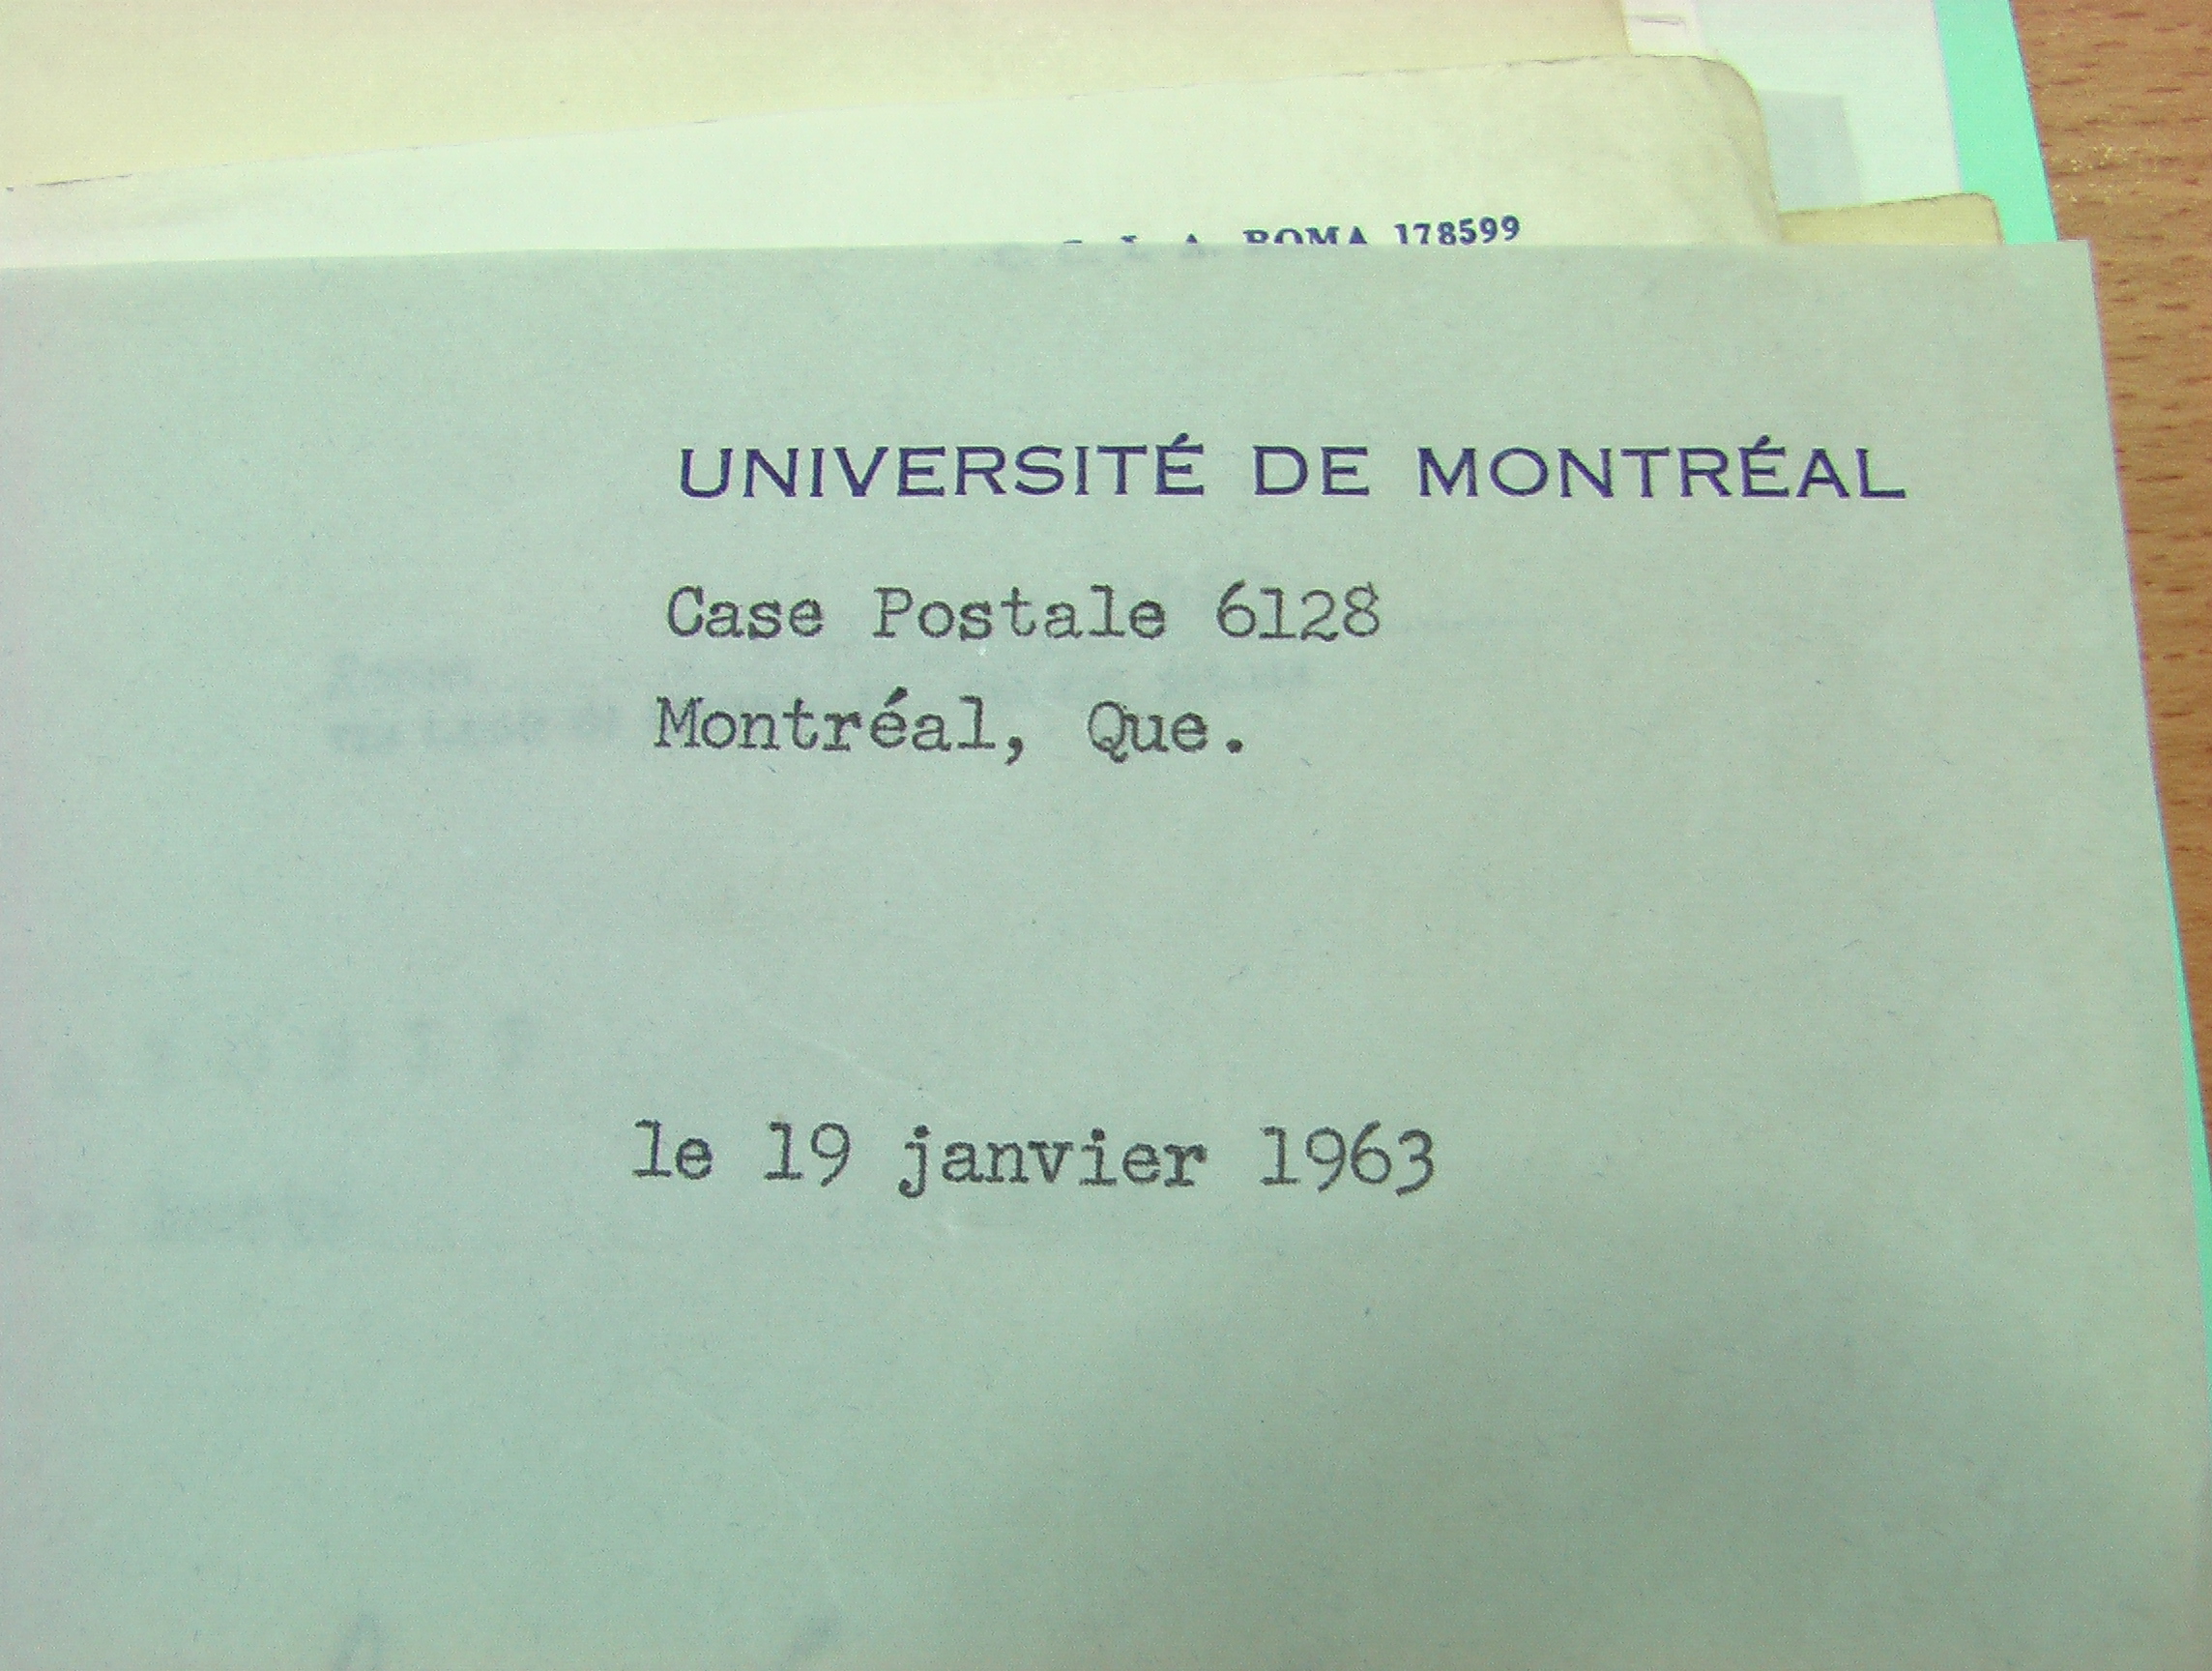 ROMA 178599
UNIVERSITÉ DE MONTRÉAL
Case Postale 6128
Montréal, Que.
le 19 janvier 1963